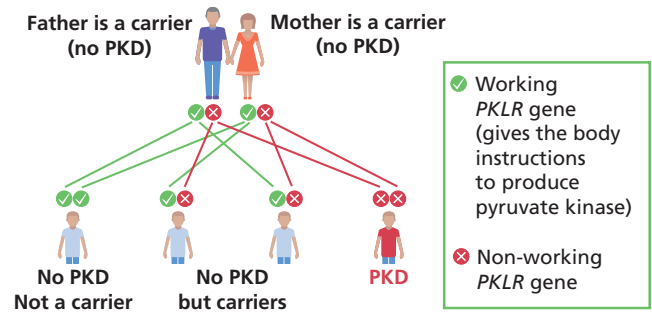 Father is a carrier
(no PKD)
Mother is a carrier
(no PKD)
No PKD
Not a carrier
No PKD
but carriers
PKD
Working
PKLR gene
(gives the body
instructions
to produce
pyruvate kinase)
Non-working
PKLR gene